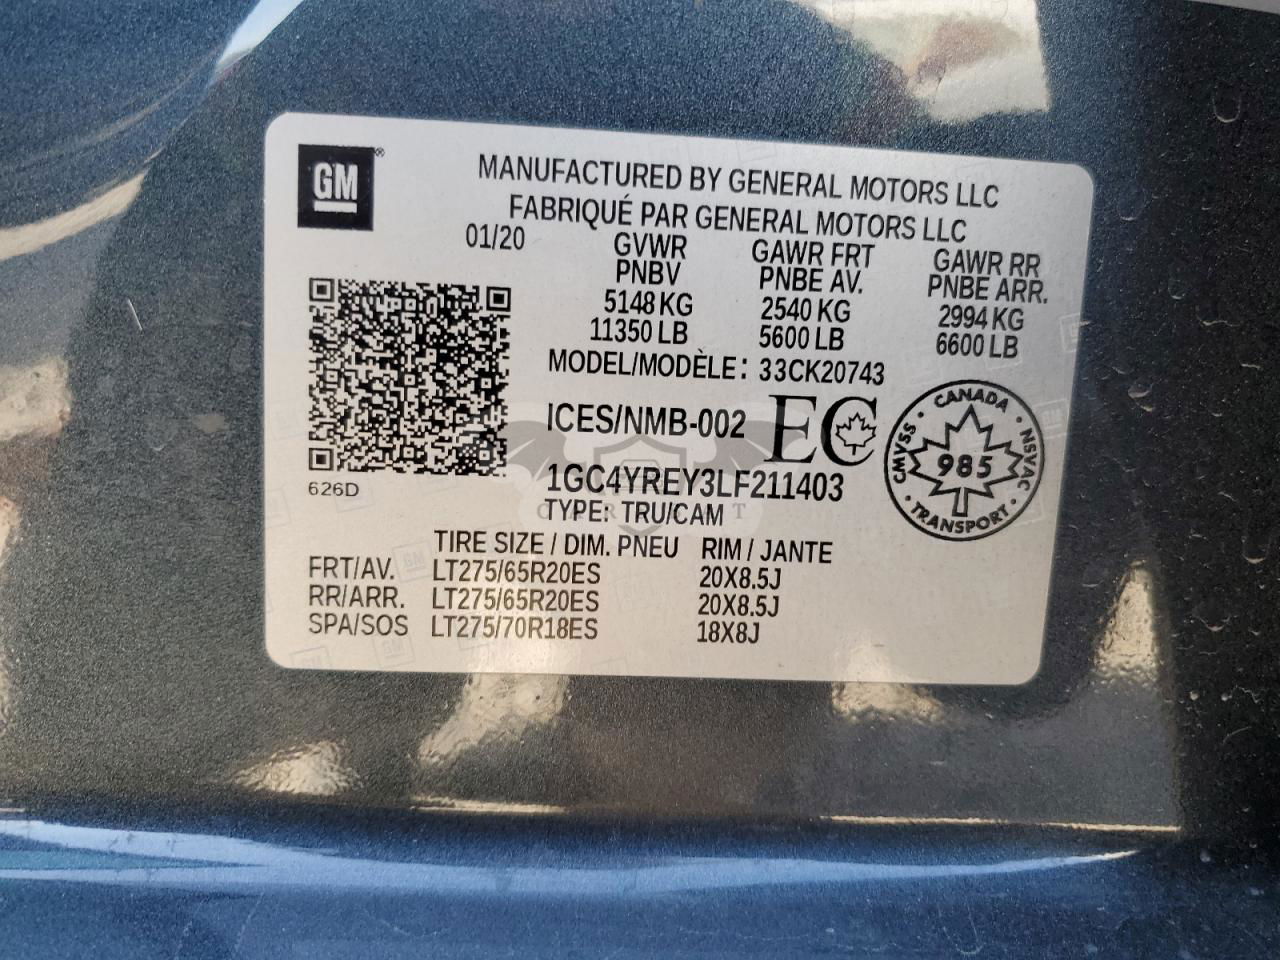 GM®
MANUFACTURED BY GENERAL MOTORS LLC
FABRIQUÉ PAR GENERAL MOTORS LLC
01/20
GVWR GAWR FRT GAWR RR
PNBV PNBE AV. PNBE ARR.
5148 KG 2540 KG 2994 KG
11350 LB 5600 LB 6600 LB
MODEL/MODÈLE: 33CK20743
ICES/NMB-002 EC
CANADA
CMVSS
985
NSVAC
TRANSPORT
1GC4YREY3LF211403
626D
TYPE: TRU/CAM
TIRE SIZE / DIM. PNEU RIM / JANTE
FRT/AV. LT275/65R20ES 20X8.5J
RR/ARR. LT275/65R20ES 20X8.5J
SPA/SOS LT275/70R18ES 18X8J